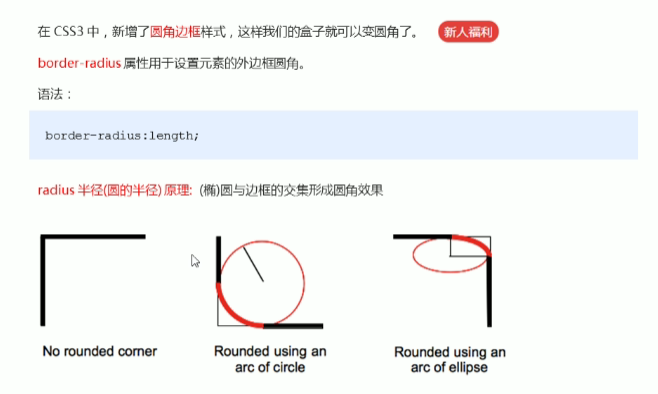 在 CSS3 中，新增了圆角边框样式，这样我们的盒子就可以变圆角了。 新人福利
border-radius 属性用于设置元素的外边框圆角。
语法：
border-radius:length;
radius 半径(圆的半径) 原理: (椭)圆与边框的交集形成圆角效果
No rounded corner
Rounded using an
arc of circle
Rounded using an
arc of ellipse